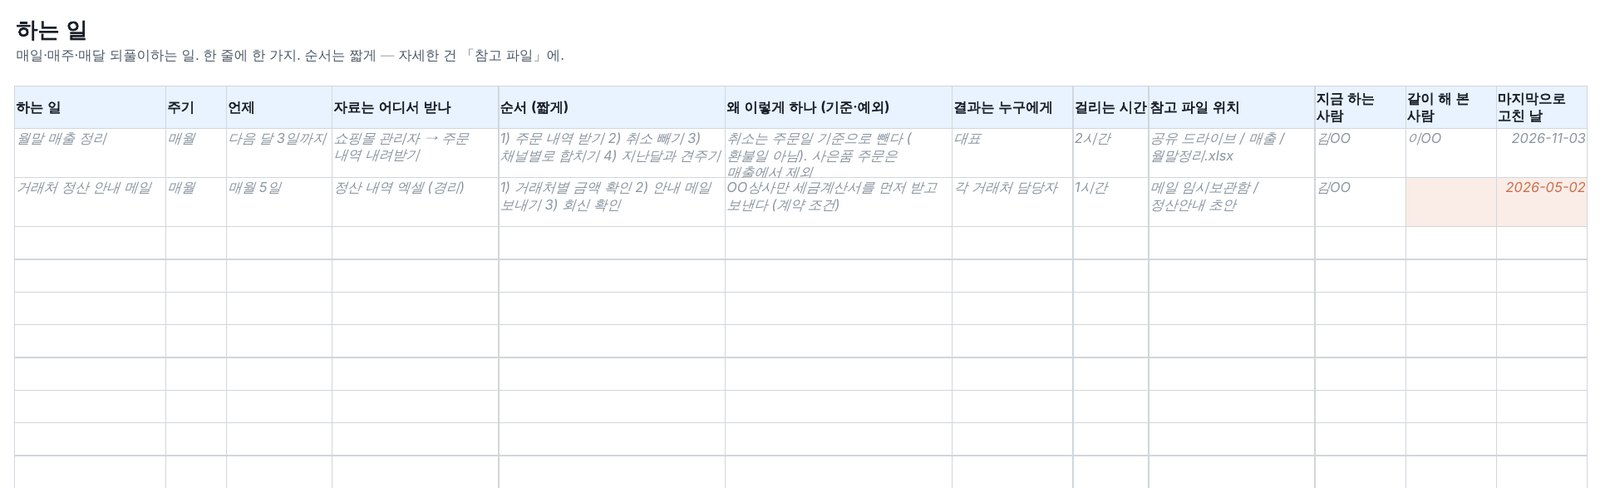 하는 일
매일·매주·매달 되풀이하는 일. 한 줄에 한 가지. 순서는 짧게 — 자세한 건 「참고 파일」에.
하는 일 주기 언제 자료는 어디서 받나 순서 (짧게) 왜 이렇게 하나 (기준·예외) 결과는 누구에게 걸리는 시간 참고 파일 위치 지금 하는 같이 해 본 마지막으로
사람 사람 고친 날
월말 매출 정리 매월 다음 달 3일까지 쇼핑몰 관리자 → 주문 1) 주문 내역 받기 2) 취소 빼기 3) 취소는 주문일 기준으로 뺀다 ( 대표 2시간 공유 드라이브 / 매출 / 김OO 이OO 2026-11-03
내역 내려받기 채널별로 합치기 4) 지난달과 견주기 환불일 아님). 사은품 주문은 월말정리.xlsx
매출에서 제외
거래처 정산 안내 메일 매월 매월 5일 정산 내역 엑셀 (경리) 1) 거래처별 금액 확인 2) 안내 메일 OO상사만 세금계산서를 먼저 받고 각 거래처 담당자 1시간 메일 임시보관함 / 김OO 2026-05-02
보내기 3) 회신 확인 보낸다 (계약 조건) 정산안내 초안